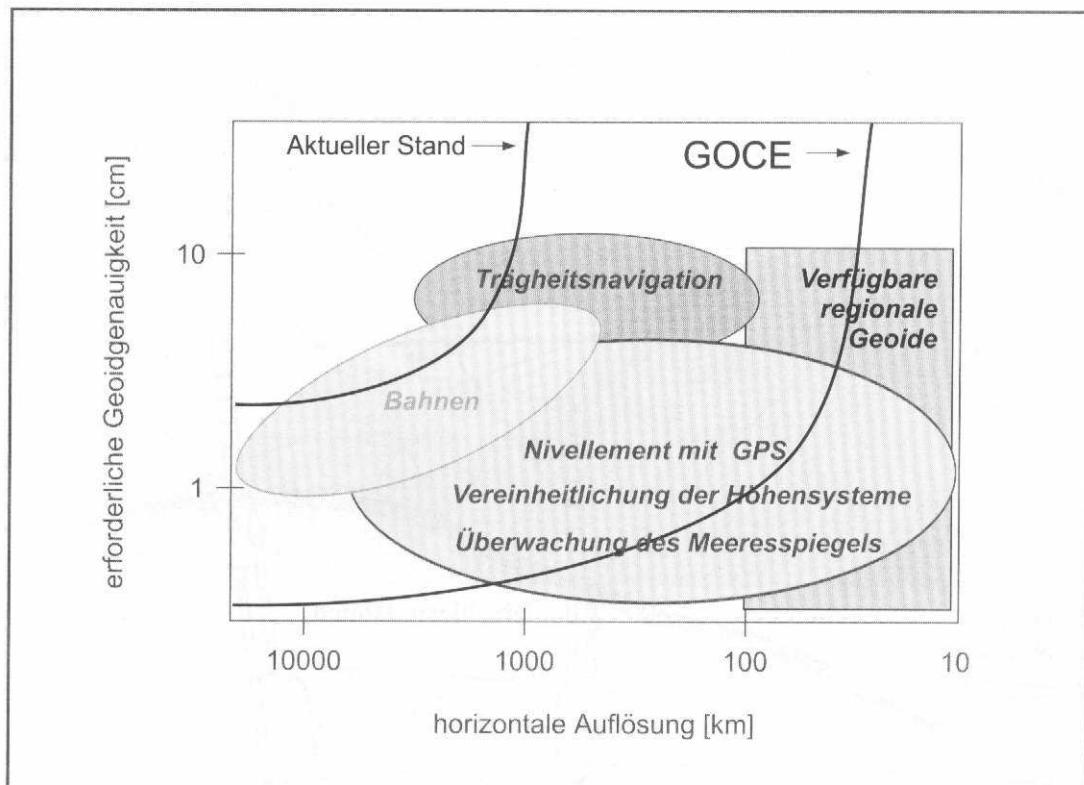 Aktueller Stand
GOCE
erforderliche Geoidgenauigkeit [cm]
10
1
Trägheitsnavigation
Verfügbare
regionale
Geoide
Bahnen
Nivellement mit GPS
Vereinheitlichung der Höhensysteme
Überwachung des Meeresspiegels
10000
1000
100
10
horizontale Auflösung [km]